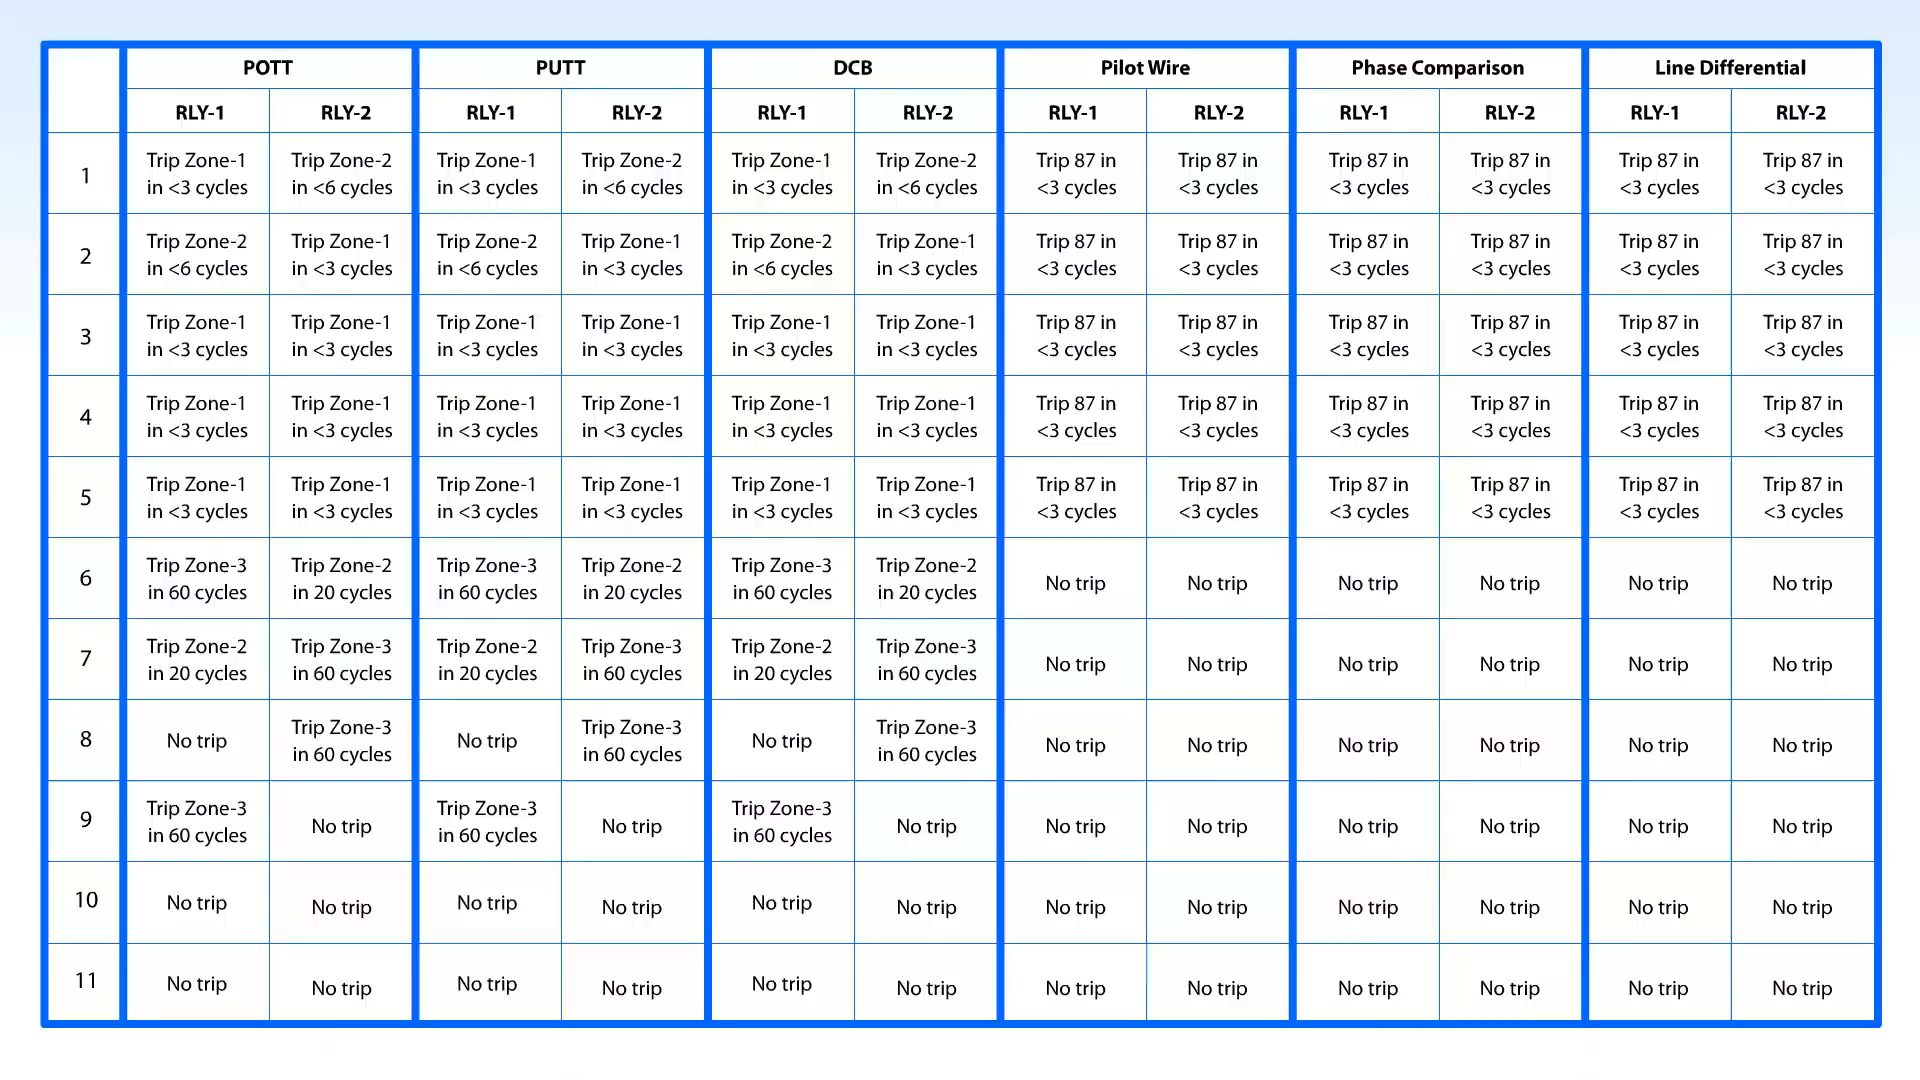 POTT PUTT DCB Pilot Wire Phase Comparison Line Differential
RLY-1 RLY-2 RLY-1 RLY-2 RLY-1 RLY-2 RLY-1 RLY-2 RLY-1 RLY-2 RLY-1 RLY-2
Trip Zone-1 Trip Zone-2 Trip Zone-1 Trip Zone-2 Trip Zone-1 Trip Zone-2 Trip 87 in Trip 87 in Trip 87 in Trip 87 in Trip 87 in Trip 87 in
1
in <3 cycles in <6 cycles in <3 cycles in <6 cycles in <3 cycles in <6 cycles <3 cycles <3 cycles <3 cycles <3 cycles <3 cycles <3 cycles
Trip Zone-2 Trip Zone-1 Trip Zone-2 Trip Zone-1 Trip Zone-2 Trip Zone-1 Trip 87 in Trip 87 in Trip 87 in Trip 87 in Trip 87 in Trip 87 in
2
in <6 cycles in <3 cycles in <6 cycles in <3 cycles in <6 cycles in <3 cycles <3 cycles <3 cycles <3 cycles <3 cycles <3 cycles <3 cycles
Trip Zone-1 Trip Zone-1 Trip Zone-1 Trip Zone-1 Trip Zone-1 Trip Zone-1 Trip 87 in Trip 87 in Trip 87 in Trip 87 in Trip 87 in Trip 87 in
3
in <3 cycles in <3 cycles in <3 cycles in <3 cycles in <3 cycles in <3 cycles <3 cycles <3 cycles <3 cycles <3 cycles <3 cycles <3 cycles
Trip Zone-1 Trip Zone-1 Trip Zone-1 Trip Zone-1 Trip Zone-1 Trip Zone-1 Trip 87 in Trip 87 in Trip 87 in Trip 87 in Trip 87 in Trip 87 in
4
in <3 cycles in <3 cycles in <3 cycles in <3 cycles in <3 cycles in <3 cycles <3 cycles <3 cycles <3 cycles <3 cycles <3 cycles <3 cycles
Trip Zone-1 Trip Zone-1 Trip Zone-1 Trip Zone-1 Trip Zone-1 Trip Zone-1 Trip 87 in Trip 87 in Trip 87 in Trip 87 in Trip 87 in Trip 87 in
5
in <3 cycles in <3 cycles in <3 cycles in <3 cycles in <3 cycles in <3 cycles <3 cycles <3 cycles <3 cycles <3 cycles <3 cycles <3 cycles
Trip Zone-3 Trip Zone-2 Trip Zone-3 Trip Zone-2 Trip Zone-3 Trip Zone-2
6 No trip No trip No trip No trip No trip No trip
in 60 cycles in 20 cycles in 60 cycles in 20 cycles in 60 cycles in 20 cycles
Trip Zone-2 Trip Zone-3 Trip Zone-2 Trip Zone-3 Trip Zone-2 Trip Zone-3
7 No trip No trip No trip No trip No trip No trip
in 20 cycles in 60 cycles in 20 cycles in 60 cycles in 20 cycles in 60 cycles
Trip Zone-3 Trip Zone-3 Trip Zone-3
8 No trip No trip No trip No trip No trip No trip No trip No trip No trip
in 60 cycles in 60 cycles in 60 cycles
Trip Zone-3 Trip Zone-3 Trip Zone-3
9 No trip No trip No trip No trip No trip No trip No trip No trip No trip
in 60 cycles in 60 cycles in 60 cycles
10 No trip No trip No trip No trip No trip No trip No trip No trip No trip No trip No trip No trip
11 No trip No trip No trip No trip No trip No trip No trip No trip No trip No trip No trip No trip